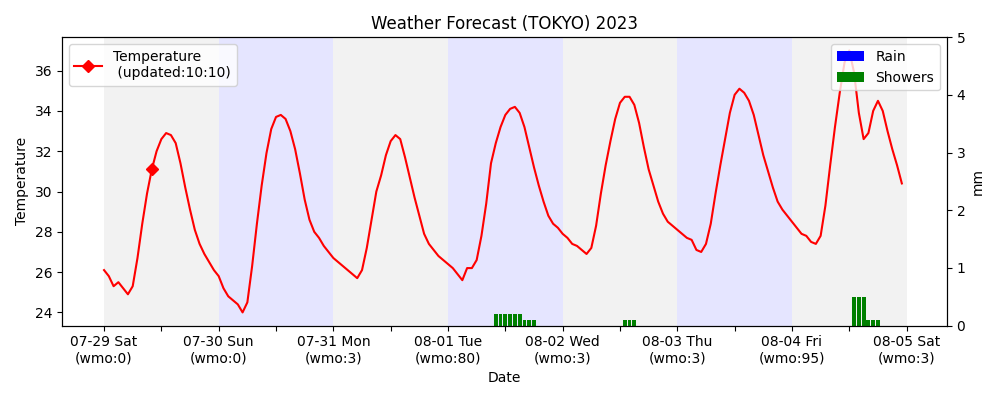 Weather Forecast (TOKYO) 2023
Temperature
(updated:10:10)
Rain
Showers
Temperature
36
34
32
30
28
26
24
5
4
3
2
1
0
mm
07-29 Sat
(wmo:0)
07-30 Sun
(wmo:0)
07-31 Mon
(wmo:3)
08-01 Tue
(wmo:80)
08-02 Wed
(wmo:3)
08-03 Thu
(wmo:3)
08-04 Fri
(wmo:95)
08-05 Sat
(wmo:3)
Date